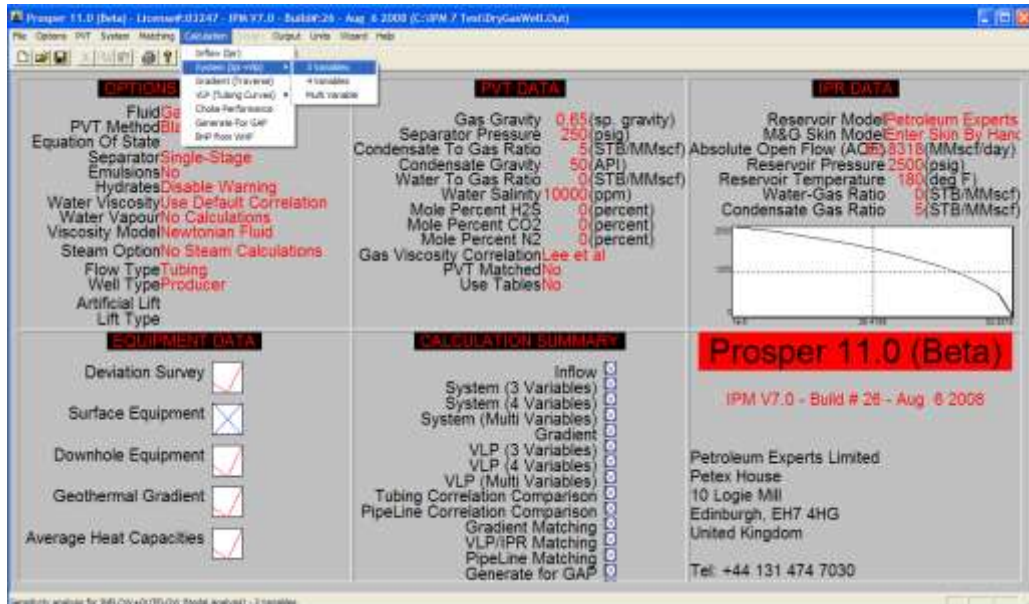 Prosper 11.0 (Beta) - License#:03247 - IPM V7.0 - Build#:26 - Aug 6 2008 (C:\IPM 7 Test\DryGasWell.Out)
File Options PVT System Matching Calculation Output Units Wizard Help
Inflow (Ipr)
System (Ipr+Vlp)
3 Variables
Gradient (Traverse)
4 Variables
VLP (Tubing Curves)
Multi Variable
Choke Performance
Generate For GAP
BHP from WHP
OPTIONS
Fluid
PVT Method
Equation Of State
Separator Single-Stage
Emulsions No
Hydrates Disable Warning
Water Viscosity Use Default Correlation
Water Vapour No Calculations
Viscosity Model Newtonian Fluid
Steam Option No Steam Calculations
Flow Type Tubing
Well Type Producer
Artificial Lift
Lift Type
PVT DATA
Gas Gravity 0.65 (sp. gravity)
Separator Pressure 250 (psig)
Condensate To Gas Ratio 5 (STB/MMscf)
Condensate Gravity 50 (API)
Water To Gas Ratio 0 (STB/MMscf)
Water Salinity 10000 (ppm)
Mole Percent H2S 0 (percent)
Mole Percent CO2 0 (percent)
Mole Percent N2 0 (percent)
Gas Viscosity Correlation Lee et al
PVT Matched No
Use Tables No
IPR DATA
Reservoir Model Petroleum Experts
M&G Skin Model Enter Skin By Hand
Absolute Open Flow (AOF) 8318 (MMscf/day)
Reservoir Pressure 2500 (psig)
Reservoir Temperature 180 (deg F)
Water-Gas Ratio 0 (STB/MMscf)
Condensate Gas Ratio 5 (STB/MMscf)
EQUIPMENT DATA
Deviation Survey
Surface Equipment
Downhole Equipment
Geothermal Gradient
Average Heat Capacities
CALCULATION SUMMARY
Inflow
System (3 Variables)
System (4 Variables)
System (Multi Variables)
Gradient
VLP (3 Variables)
VLP (4 Variables)
VLP (Multi Variables)
Tubing Correlation Comparison
PipeLine Correlation Comparison
Gradient Matching
VLP/IPR Matching
PipeLine Matching
Generate for GAP
Prosper 11.0 (Beta)
IPM V7.0 - Build # 26 - Aug 6 2008
Petroleum Experts Limited
Petex House
10 Logie Mill
Edinburgh, EH7 4HG
United Kingdom
Tel: +44 131 474 7030